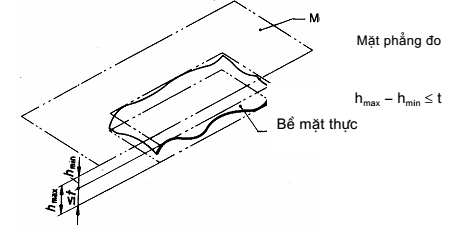 M
Mặt phẳng đo
hmax – hmin ≤ t
Bề mặt thực
hmin
hmax
≤t